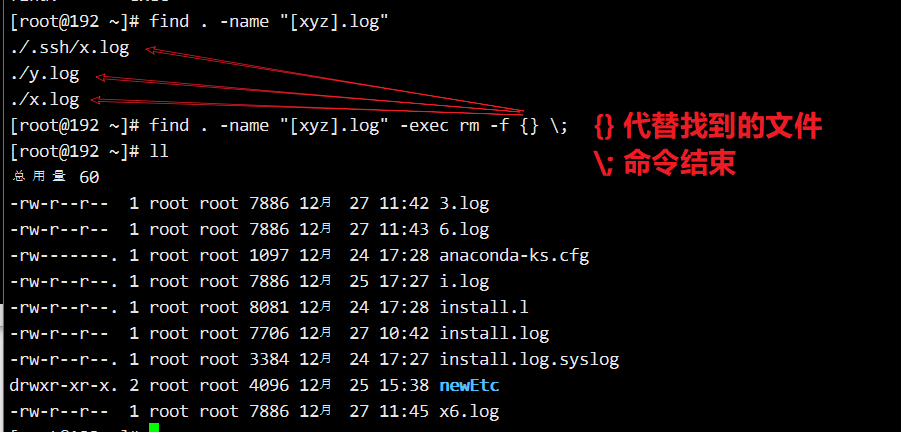 [root@192 ~]# find . -name "[xyz].log"
./.ssh/x.log
./y.log
./x.log
[root@192 ~]# find . -name "[xyz].log" -exec rm -f {} \;
{} 代替找到的文件
[root@192 ~]# ll
\; 命令结束
总用量 60
-rw-r--r-- 1 root root 7886 12月 27 11:42 3.log
-rw-r--r-- 1 root root 7886 12月 27 11:43 6.log
-rw-------. 1 root root 1097 12月 24 17:28 anaconda-ks.cfg
-rw-r--r--. 1 root root 7886 12月 25 17:27 i.log
-rw-r--r--. 1 root root 8081 12月 24 17:28 install.l
-rw-r--r-- 1 root root 7706 12月 27 10:42 install.log
-rw-r--r--. 1 root root 3384 12月 24 17:27 install.log.syslog
drwxr-xr-x. 2 root root 4096 12月 25 15:38 newEtc
-rw-r--r-- 1 root root 7886 12月 27 11:45 x6.log